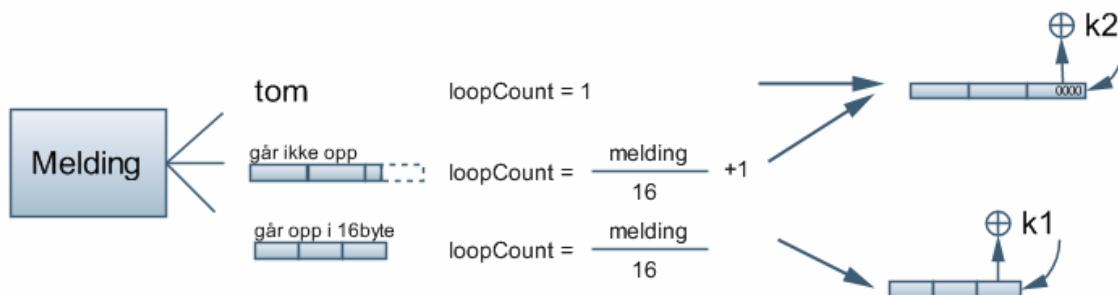 k2
tom
loopCount = 1
0000
Melding
går ikke opp
loopCount = melding / 16 +1
går opp i 16byte
loopCount = melding / 16
k1